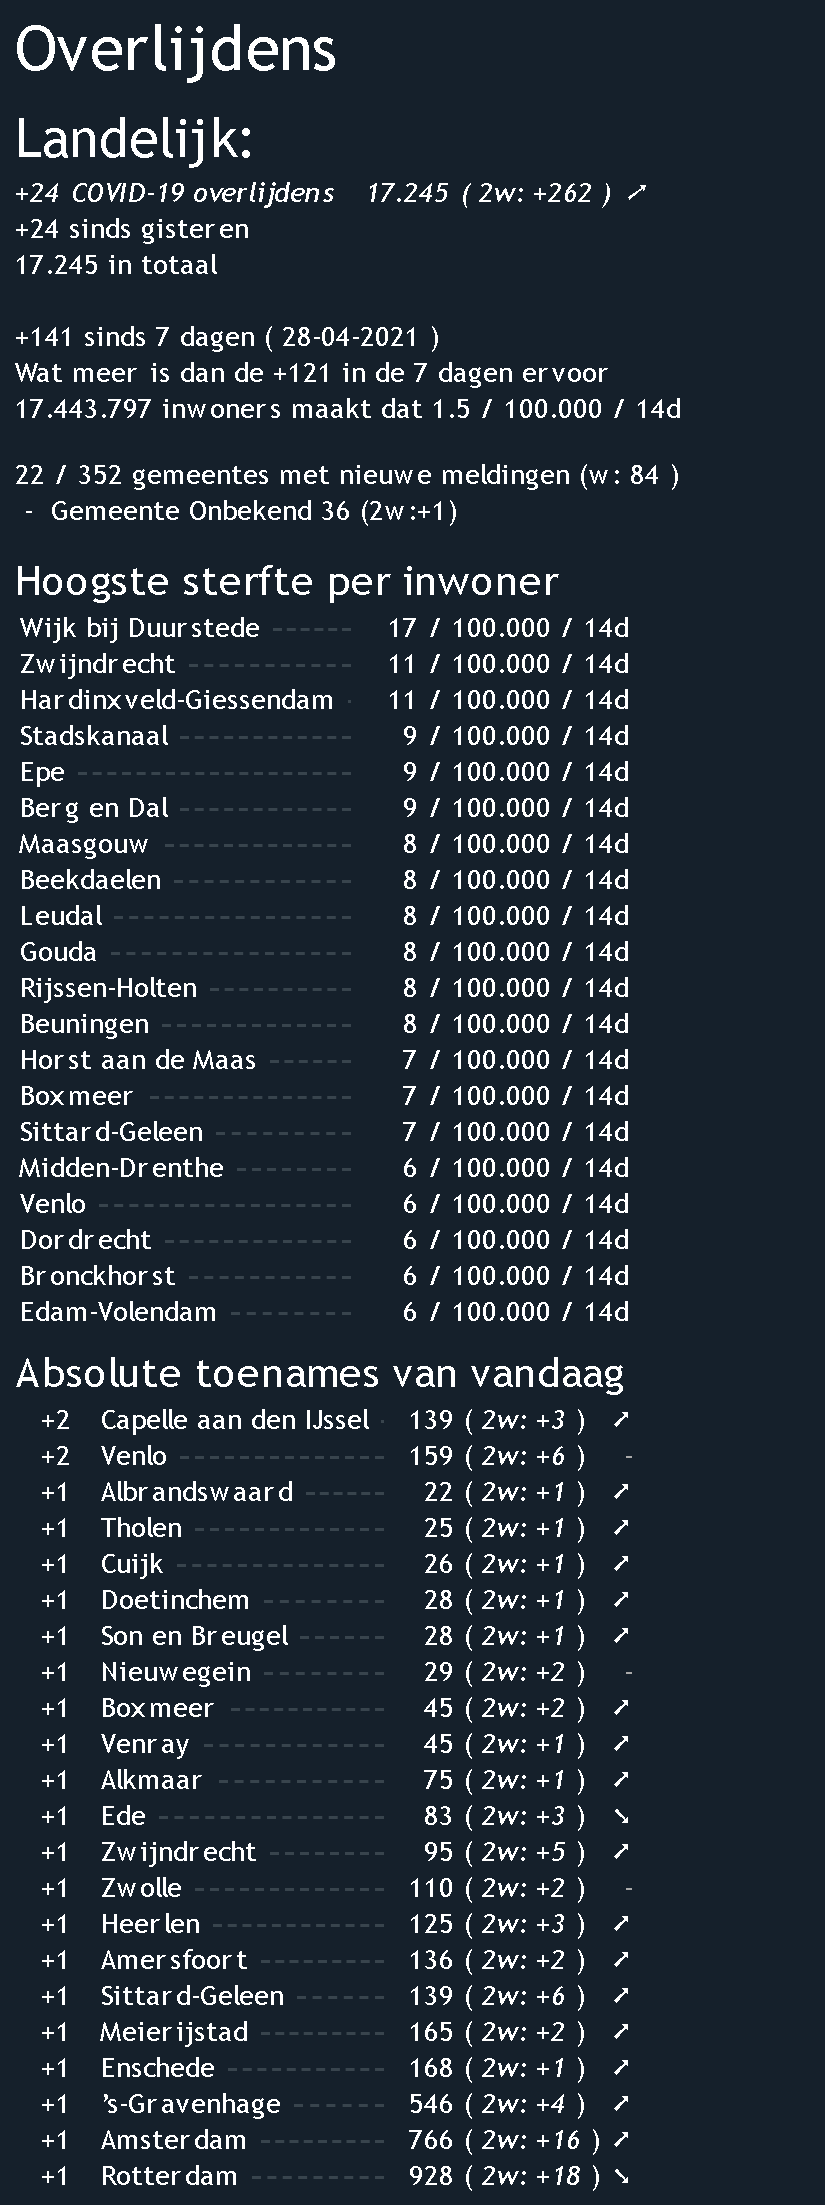 Overlijdens
Landelijk:
+24 COVID-19 overlijdens 17.245 ( 2w: +262 ) ➚
+24 sinds gisteren
17.245 in totaal
+141 sinds 7 dagen ( 28-04-2021 )
Wat meer is dan de +121 in de 7 dagen ervoor
17.443.797 inwoners maakt dat 1.5 / 100.000 / 14d
22 / 352 gemeentes met nieuwe meldingen (w: 84 )
- Gemeente Onbekend 36 (2w:+1)
Hoogste sterfte per inwoner
Wijk bij Duurstede ------ 17 / 100.000 / 14d
Zwijndrecht ----------- 11 / 100.000 / 14d
Hardinxveld-Giessendam - 11 / 100.000 / 14d
Stadskanaal ------------ 9 / 100.000 / 14d
Epe ------------------- 9 / 100.000 / 14d
Berg en Dal ------------ 9 / 100.000 / 14d
Maasgouw ------------- 8 / 100.000 / 14d
Beekdaelen ------------ 8 / 100.000 / 14d
Leudal ---------------- 8 / 100.000 / 14d
Gouda ---------------- 8 / 100.000 / 14d
Rijssen-Holten ---------- 8 / 100.000 / 14d
Beuningen ------------- 8 / 100.000 / 14d
Horst aan de Maas ------ 7 / 100.000 / 14d
Boxmeer -------------- 7 / 100.000 / 14d
Sittard-Geleen --------- 7 / 100.000 / 14d
Midden-Drenthe -------- 6 / 100.000 / 14d
Venlo ----------------- 6 / 100.000 / 14d
Dordrecht ------------- 6 / 100.000 / 14d
Bronckhorst ----------- 6 / 100.000 / 14d
Edam-Volendam -------- 6 / 100.000 / 14d
Absolute toenames van vandaag
+2 Capelle aan den IJssel - 139 ( 2w: +3 ) ➚
+2 Venlo -------------- 159 ( 2w: +6 ) -
+1 Albrandswaard ------ 22 ( 2w: +1 ) ➚
+1 Tholen ------------- 25 ( 2w: +1 ) ➚
+1 Cuijk -------------- 26 ( 2w: +1 ) ➚
+1 Doetinchem -------- 28 ( 2w: +1 ) ➚
+1 Son en Breugel ------ 28 ( 2w: +1 ) ➚
+1 Nieuwegein -------- 29 ( 2w: +2 ) -
+1 Boxmeer ----------- 45 ( 2w: +2 ) ➚
+1 Venray ------------ 45 ( 2w: +1 ) ➚
+1 Alkmaar ----------- 75 ( 2w: +1 ) ➚
+1 Ede --------------- 83 ( 2w: +3 ) ➘
+1 Zwijndrecht -------- 95 ( 2w: +5 ) ➚
+1 Zwolle ------------- 110 ( 2w: +2 ) -
+1 Heerlen ------------ 125 ( 2w: +3 ) ➚
+1 Amersfoort --------- 136 ( 2w: +2 ) ➚
+1 Sittard-Geleen ------ 139 ( 2w: +6 ) ➚
+1 Meierijstad --------- 165 ( 2w: +2 ) ➚
+1 Enschede ----------- 168 ( 2w: +1 ) ➚
+1 ’s-Gravenhage ------ 546 ( 2w: +4 ) ➚
+1 Amsterdam --------- 766 ( 2w: +16 ) ➚
+1 Rotterdam --------- 928 ( 2w: +18 ) ➘